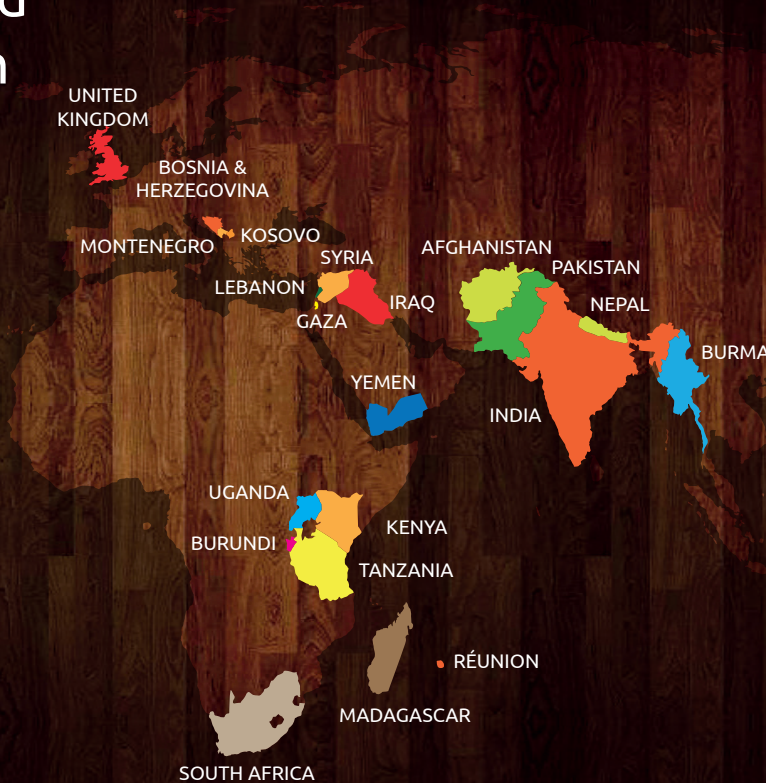 UNITED
KINGDOM
BOSNIA &
HERZEGOVINA
MONTENEGRO
KOSOVO
SYRIA
AFGHANISTAN
PAKISTAN
LEBANON
IRAQ
NEPAL
GAZA
BURMA
YEMEN
INDIA
UGANDA
KENYA
BURUNDI
TANZANIA
RÉUNION
MADAGASCAR
SOUTH AFRICA